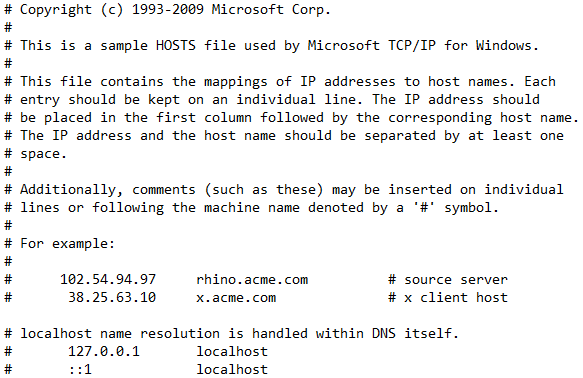 # Copyright (c) 1993-2009 Microsoft Corp.
#
# This is a sample HOSTS file used by Microsoft TCP/IP for Windows.
#
# This file contains the mappings of IP addresses to host names. Each
# entry should be kept on an individual line. The IP address should
# be placed in the first column followed by the corresponding host name.
# The IP address and the host name should be separated by at least one
# space.
#
# Additionally, comments (such as these) may be inserted on individual
# lines or following the machine name denoted by a '#' symbol.
#
# For example:
#
#      102.54.94.97     rhino.acme.com          # source server
#       38.25.63.10     x.acme.com              # x client host

# localhost name resolution is handled within DNS itself.
#       127.0.0.1       localhost
#       ::1             localhost